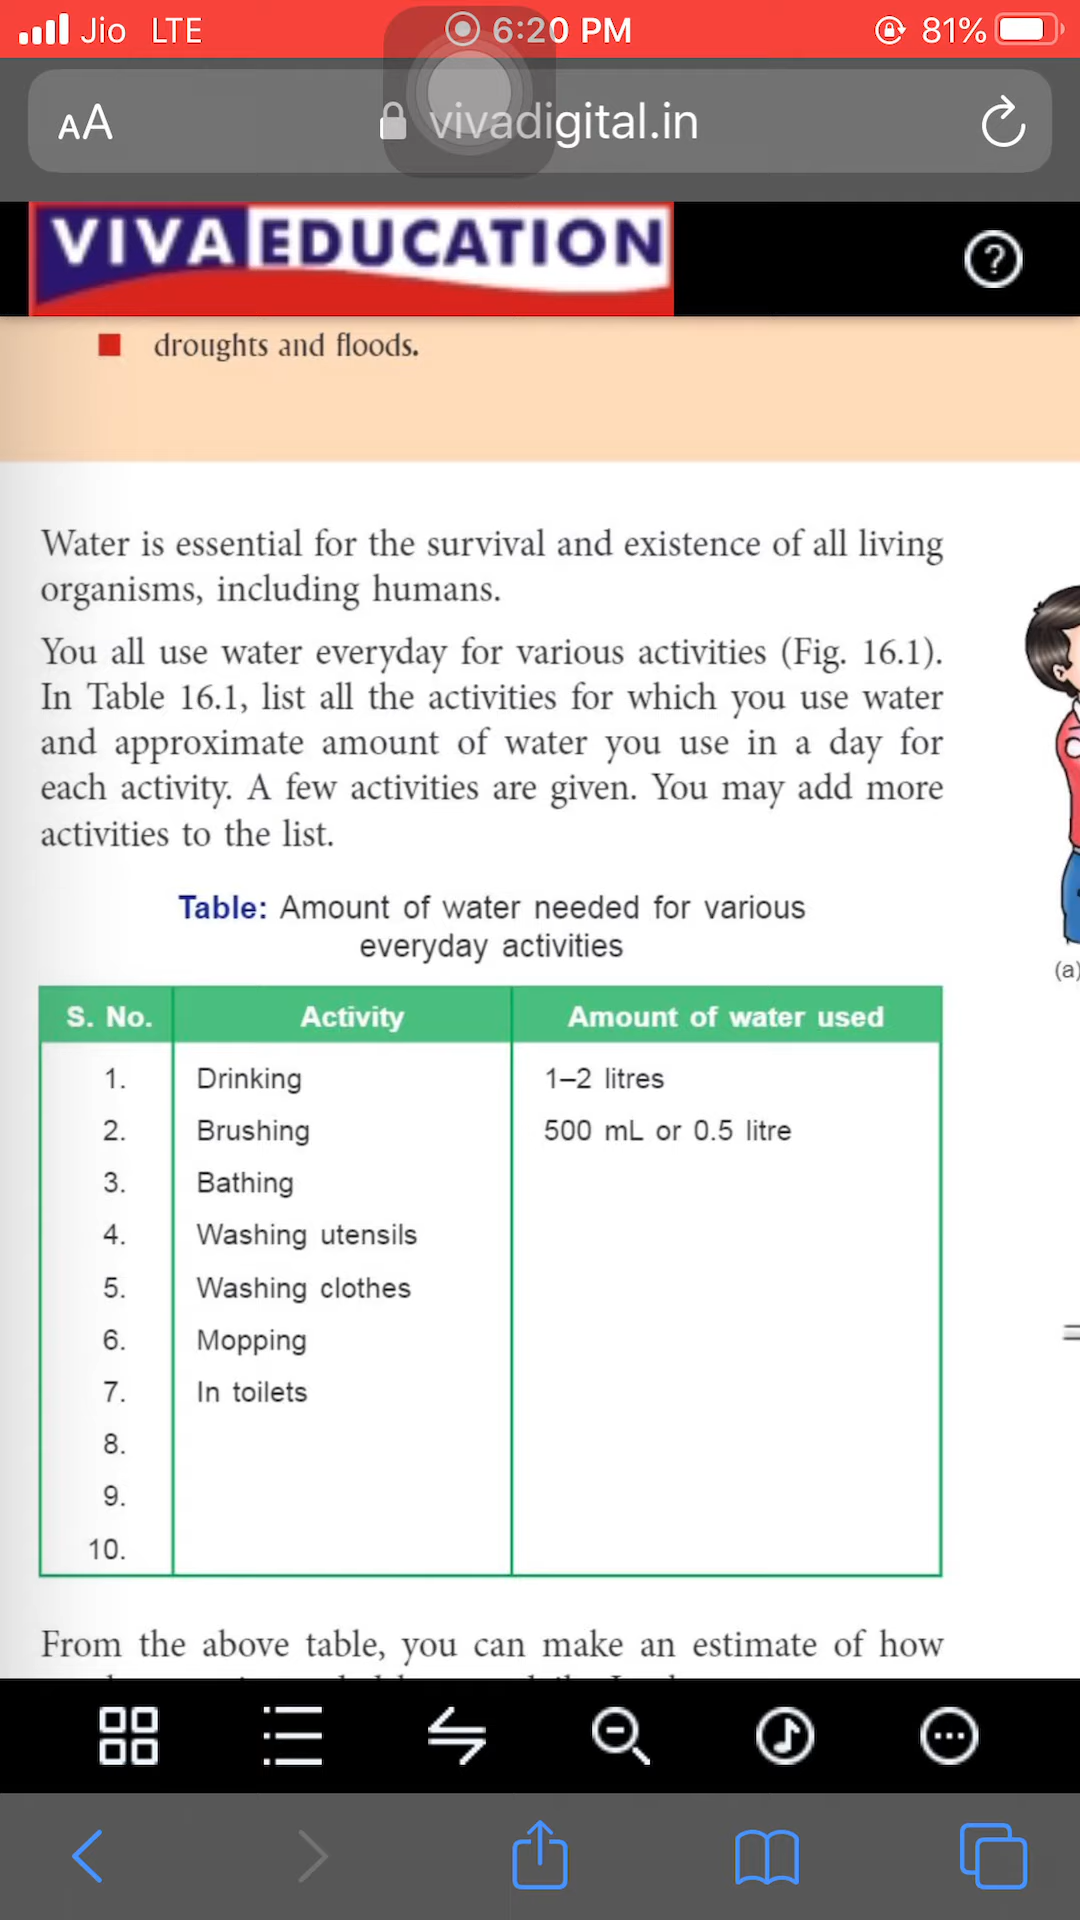 Jio LTE 6:20 PM 81%
AA vivadigital.in
VIVA EDUCATION
?
■ droughts and floods.
Water is essential for the survival and existence of all living
organisms, including humans.
You all use water everyday for various activities (Fig. 16.1).
In Table 16.1, list all the activities for which you use water
and approximate amount of water you use in a day for
each activity. A few activities are given. You may add more
activities to the list.
(a)
Table: Amount of water needed for various
everyday activities
S. No. Activity Amount of water used
1. Drinking 1–2 litres
2. Brushing 500 mL or 0.5 litre
3. Bathing
4. Washing utensils
5. Washing clothes
6. Mopping
7. In toilets
8.
9.
10.
From the above table, you can make an estimate of how